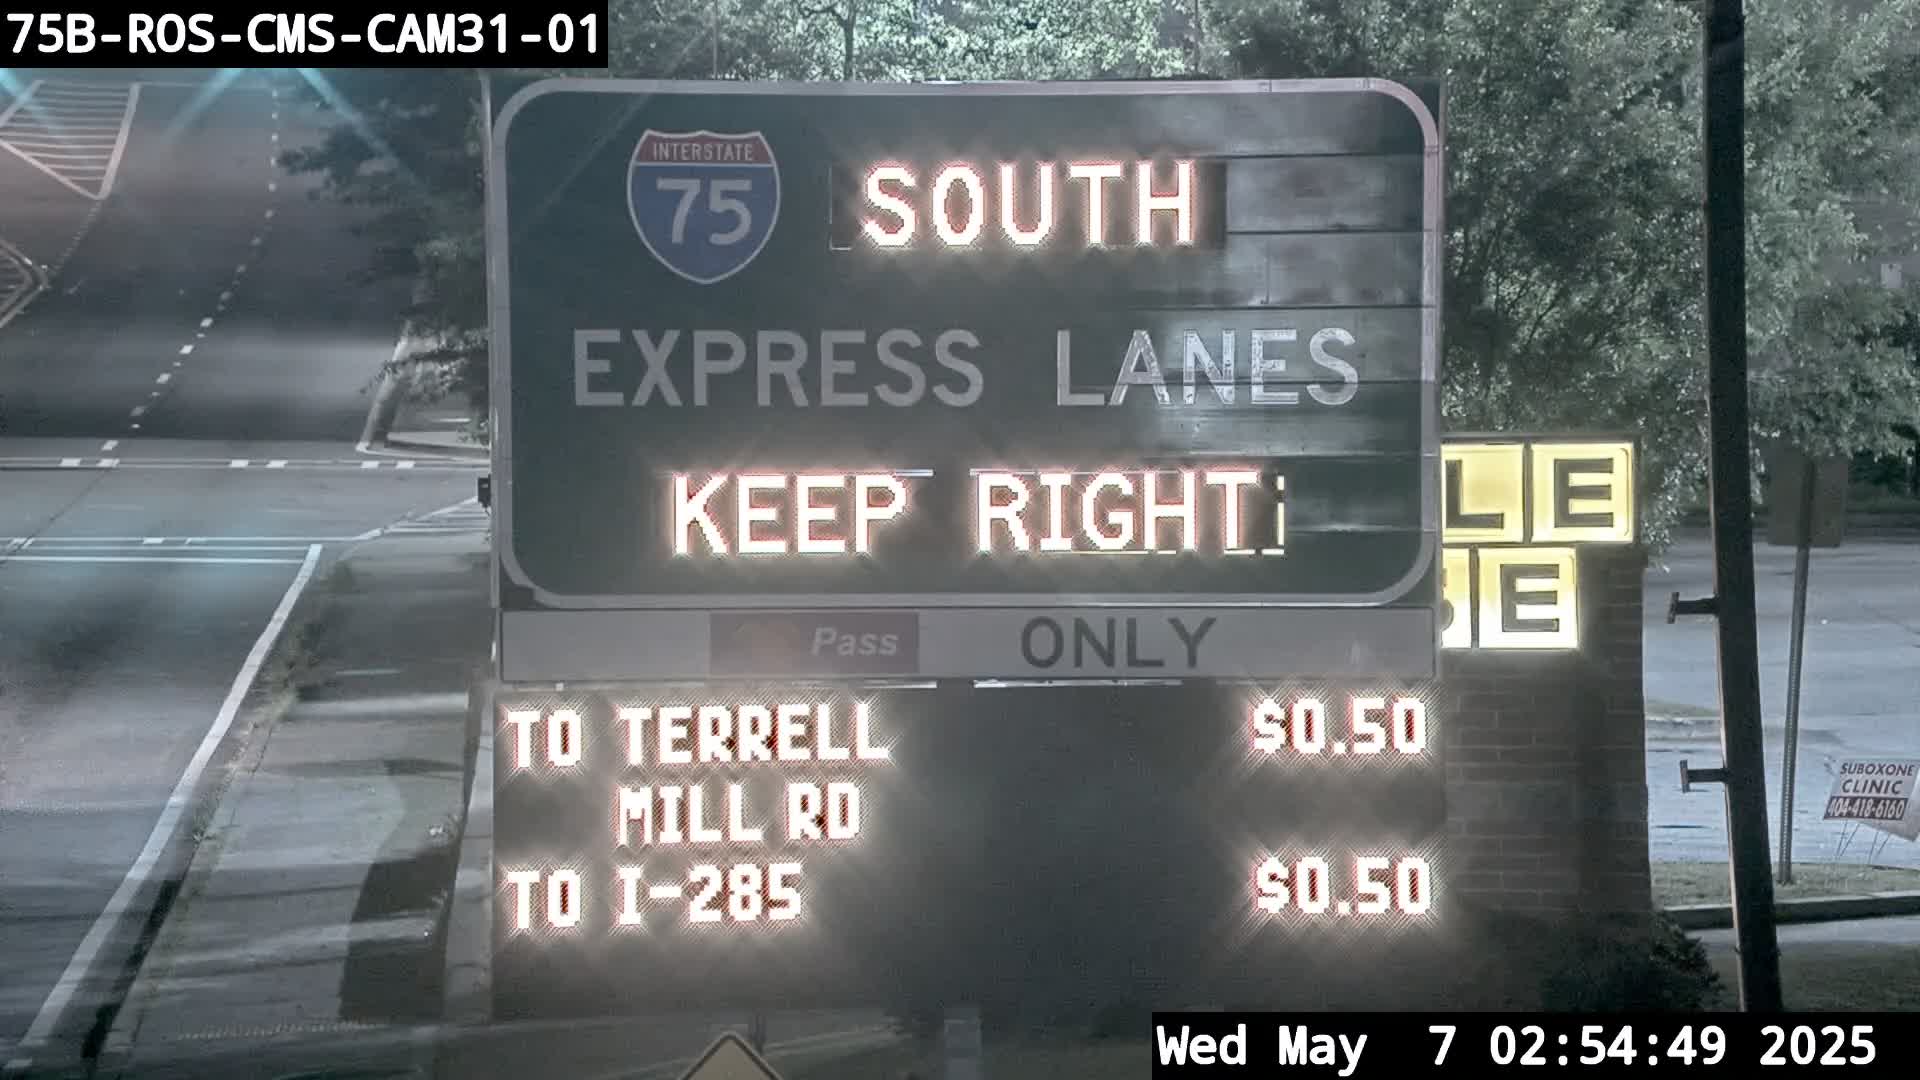 75B-ROS-CMS-CAM31-01
INTERSTATE
75
SOUTH
EXPRESS LANES
KEEP RIGHT
Pass ONLY
TO TERRELL $0.50
MILL RD
TO I-285 $0.50
LE
E
SUBOXONE
CLINIC
404-418-6160
Wed May 7 02:54:49 2025